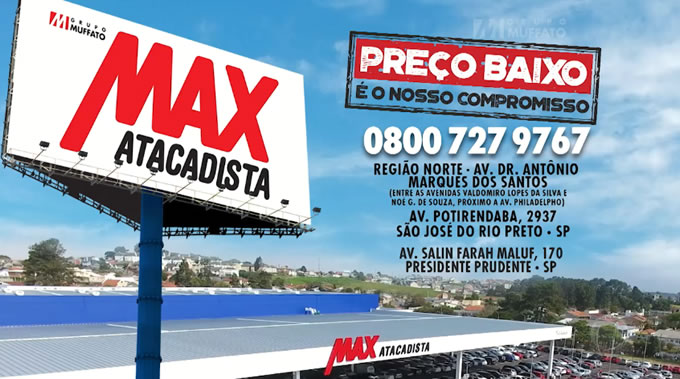 GRUPO
MUFFATO
MAX
ATACADISTA
GRUPO
MUFFATO
PREÇO BAIXO
É O NOSSO COMPROMISSO
0800 727 9767
REGIÃO NORTE - AV. DR. ANTÔNIO
MARQUES DOS SANTOS
(ENTRE AS AVENIDAS VALDOMIRO LOPES DA SILVA E
NOÉ G. DE SOUZA, PRÓXIMO A AV. PHILADELPHO)
AV. POTIRENDABA, 2937
SÃO JOSÉ DO RIO PRETO - SP
AV. SALIN FARAH MALUF, 170
PRESIDENTE PRUDENTE - SP
MAX ATACADISTA